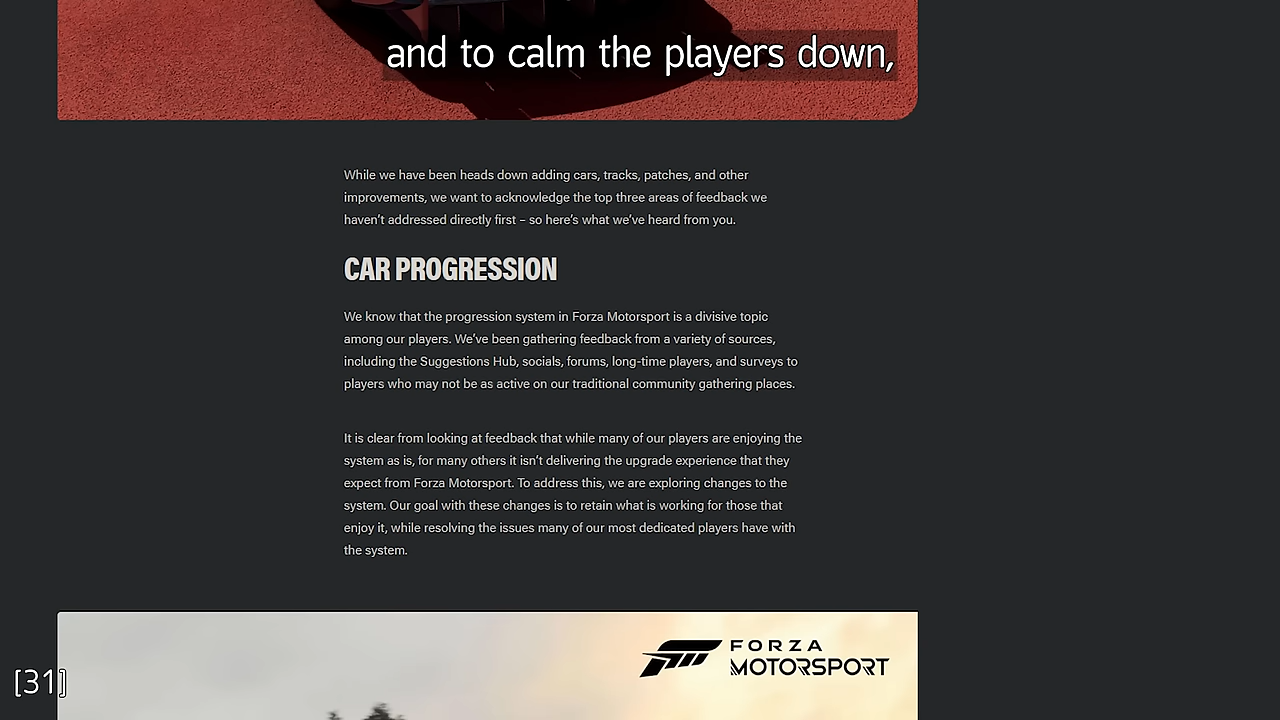 and to calm the players down,
While we have been heads down adding cars, tracks, patches, and other
improvements, we want to acknowledge the top three areas of feedback we
haven't addressed directly first – so here's what we've heard from you.
CAR PROGRESSION
We know that the progression system in Forza Motorsport is a divisive topic
among our players. We've been gathering feedback from a variety of sources,
including the Suggestions Hub, socials, forums, long-time players, and surveys to
players who may not be as active on our traditional community gathering places.
It is clear from looking at feedback that while many of our players are enjoying the
system as is, for many others it isn't delivering the upgrade experience that they
expect from Forza Motorsport. To address this, we are exploring changes to the
system. Our goal with these changes is to retain what is working for those that
enjoy it, while resolving the issues many of our most dedicated players have with
the system.
FORZA
MOTORSPORT
[31]